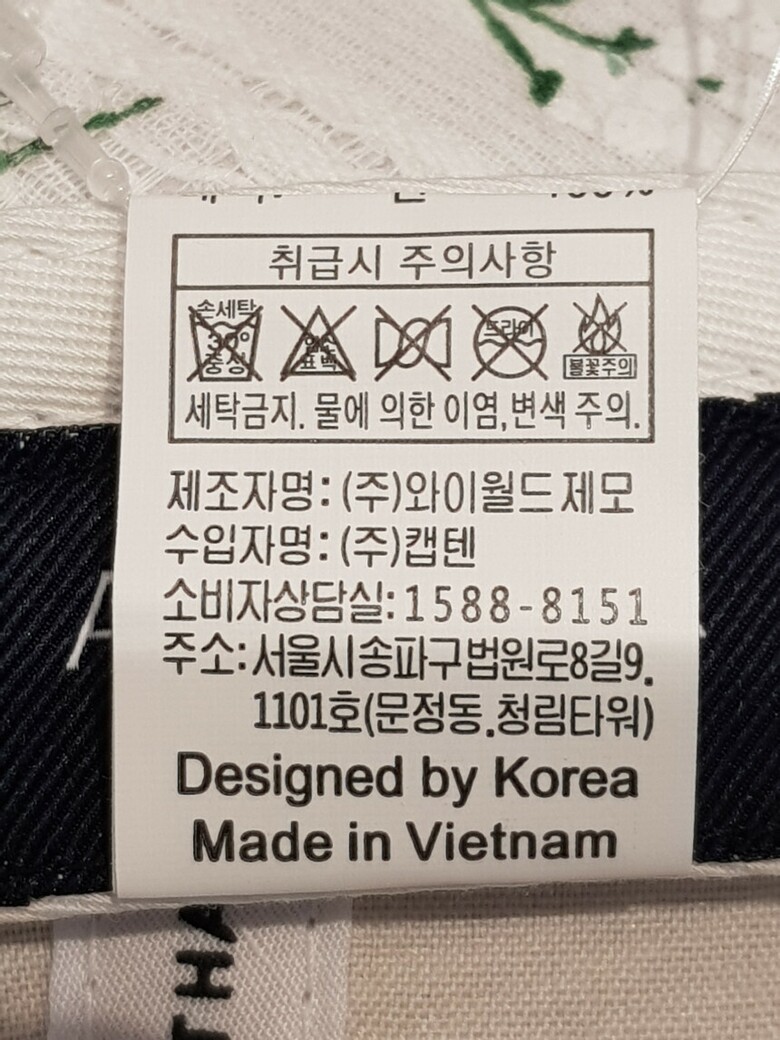 100%
취급시 주의사항
손세탁 30° 중성 염소 표백 드라이 불꽃주의
세탁금지. 물에 의한 이염,변색 주의.
제조자명: (주)와이월드제모
수입자명: (주)캡텐
소비자상담실: 1588-8151
주소: 서울시송파구법원로8길9.
1101호(문정동.청림타워)
Designed by Korea
Made in Vietnam